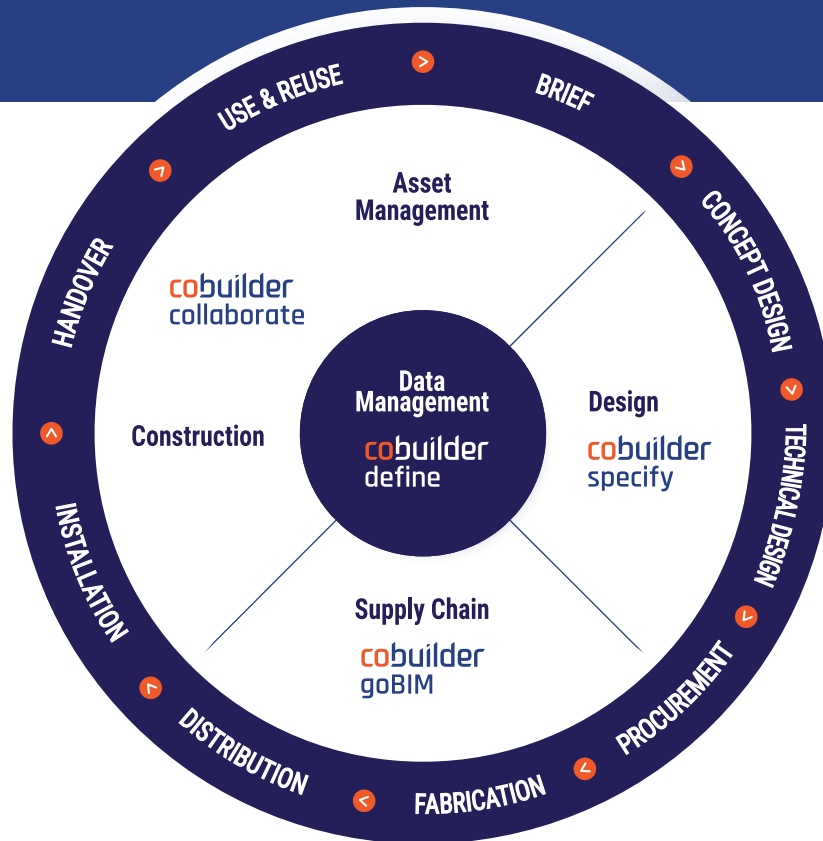 USE & REUSE
BRIEF
CONCEPT DESIGN
TECHNICAL DESIGN
PROCUREMENT
FABRICATION
DISTRIBUTION
INSTALLATION
HANDOVER
Asset
Management
cobuilder
collaborate
Construction
Data
Management
cobuilder
define
Design
cobuilder
specify
Supply Chain
cobuilder
goBIM